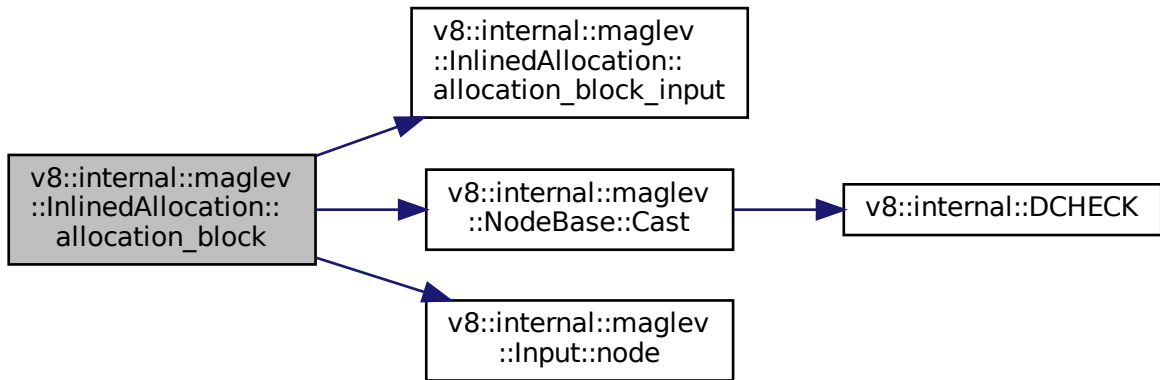 v8::internal::maglev
::InlinedAllocation::
allocation_block_input
v8::internal::maglev
::InlinedAllocation::
allocation_block
v8::internal::maglev
::NodeBase::Cast
v8::internal::DCHECK
v8::internal::maglev
::Input::node